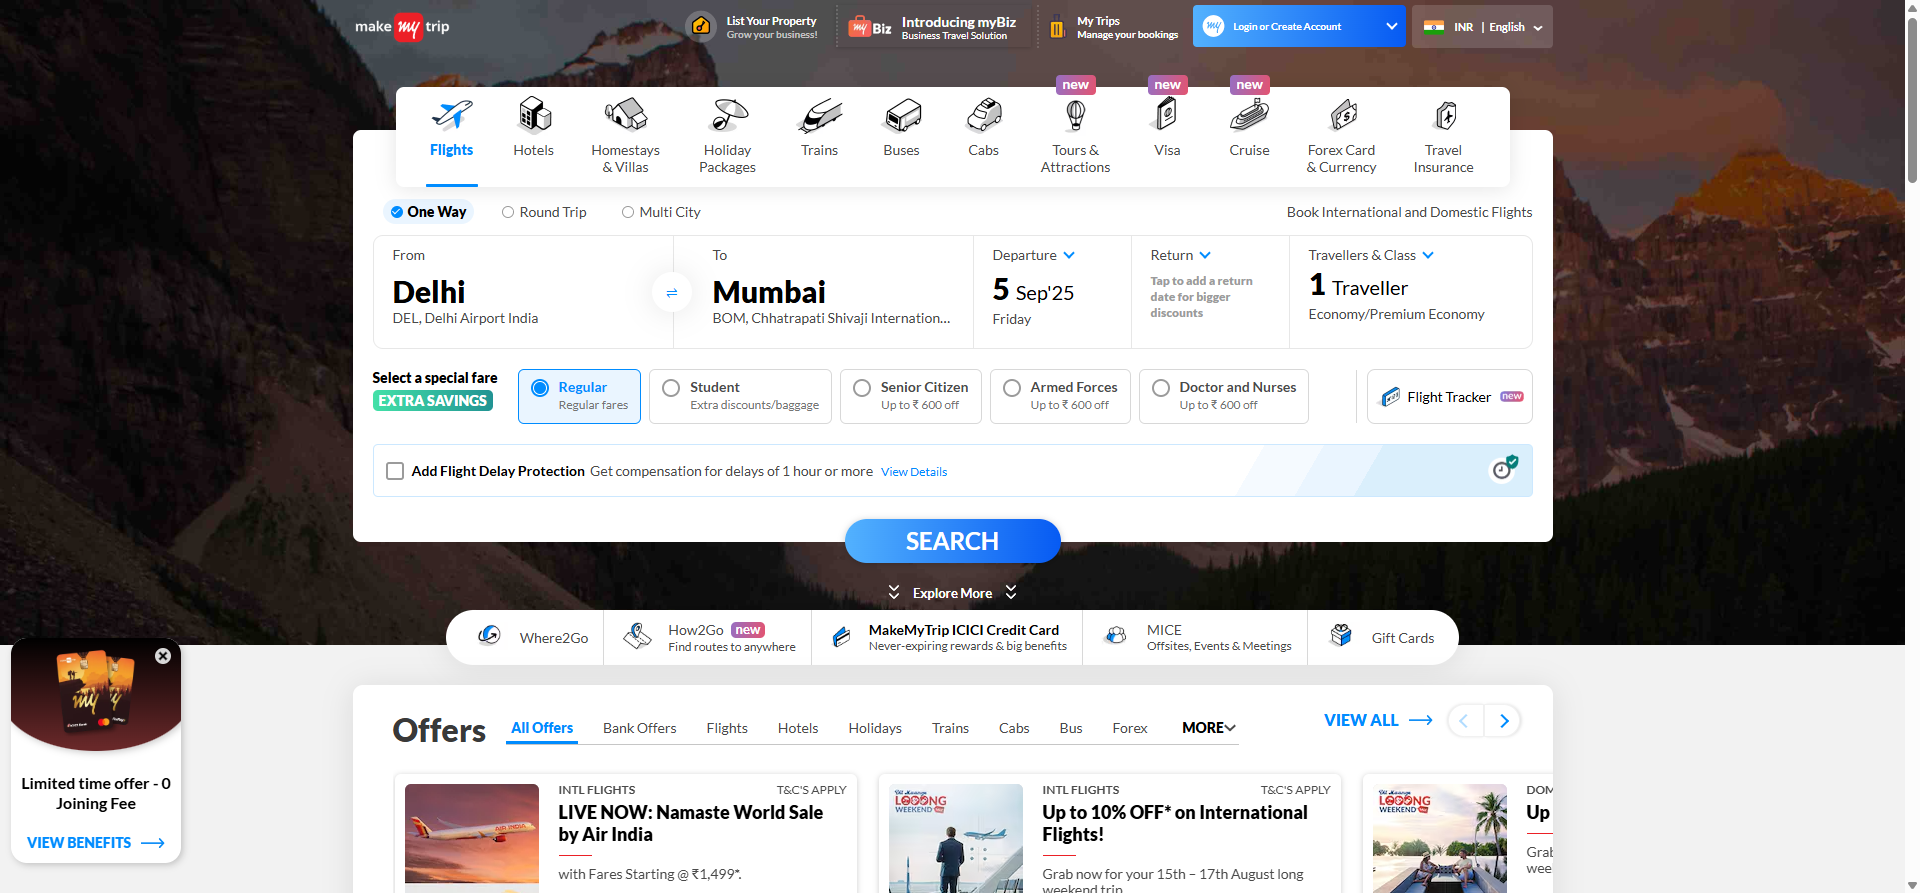 make my trip
List Your Property
Grow your business!
my Biz
Introducing myBiz
Business Travel Solution
My Trips
Manage your bookings
my Login or Create Account
INR | English
new
new
new
Flights
Hotels
Homestays
& Villas
Holiday
Packages
Trains
Buses
Cabs
Tours &
Attractions
Visa
Cruise
Forex Card
& Currency
Travel
Insurance
One Way
Round Trip
Multi City
Book International and Domestic Flights
From
Delhi
DEL, Delhi Airport India
To
Mumbai
BOM, Chhatrapati Shivaji Internation...
Departure
5 Sep'25
Friday
Return
Tap to add a return
date for bigger
discounts
Travellers & Class
1 Traveller
Economy/Premium Economy
Select a special fare
EXTRA SAVINGS
Regular
Regular fares
Student
Extra discounts/baggage
Senior Citizen
Up to ₹ 600 off
Armed Forces
Up to ₹ 600 off
Doctor and Nurses
Up to ₹ 600 off
Flight Tracker new
Add Flight Delay Protection Get compensation for delays of 1 hour or more View Details
SEARCH
Explore More
Where2Go
How2Go new
Find routes to anywhere
MakeMyTrip ICICI Credit Card
Never-expiring rewards & big benefits
MICE
Offsites, Events & Meetings
Gift Cards
my
Limited time offer - 0
Joining Fee
VIEW BENEFITS
Offers
All Offers
Bank Offers
Flights
Hotels
Holidays
Trains
Cabs
Bus
Forex
MORE
VIEW ALL
AIR INDIA
INTL FLIGHTS
T&C'S APPLY
LIVE NOW: Namaste World Sale
by Air India
with Fares Starting @ ₹1,499*.
LOOONG
WEEKEND
INTL FLIGHTS
T&C'S APPLY
Up to 10% OFF* on International
Flights!
Grab now for your 15th – 17th August long
weekend trip
LOOONG
WEEKEND
DOM
Up
Grab
wee